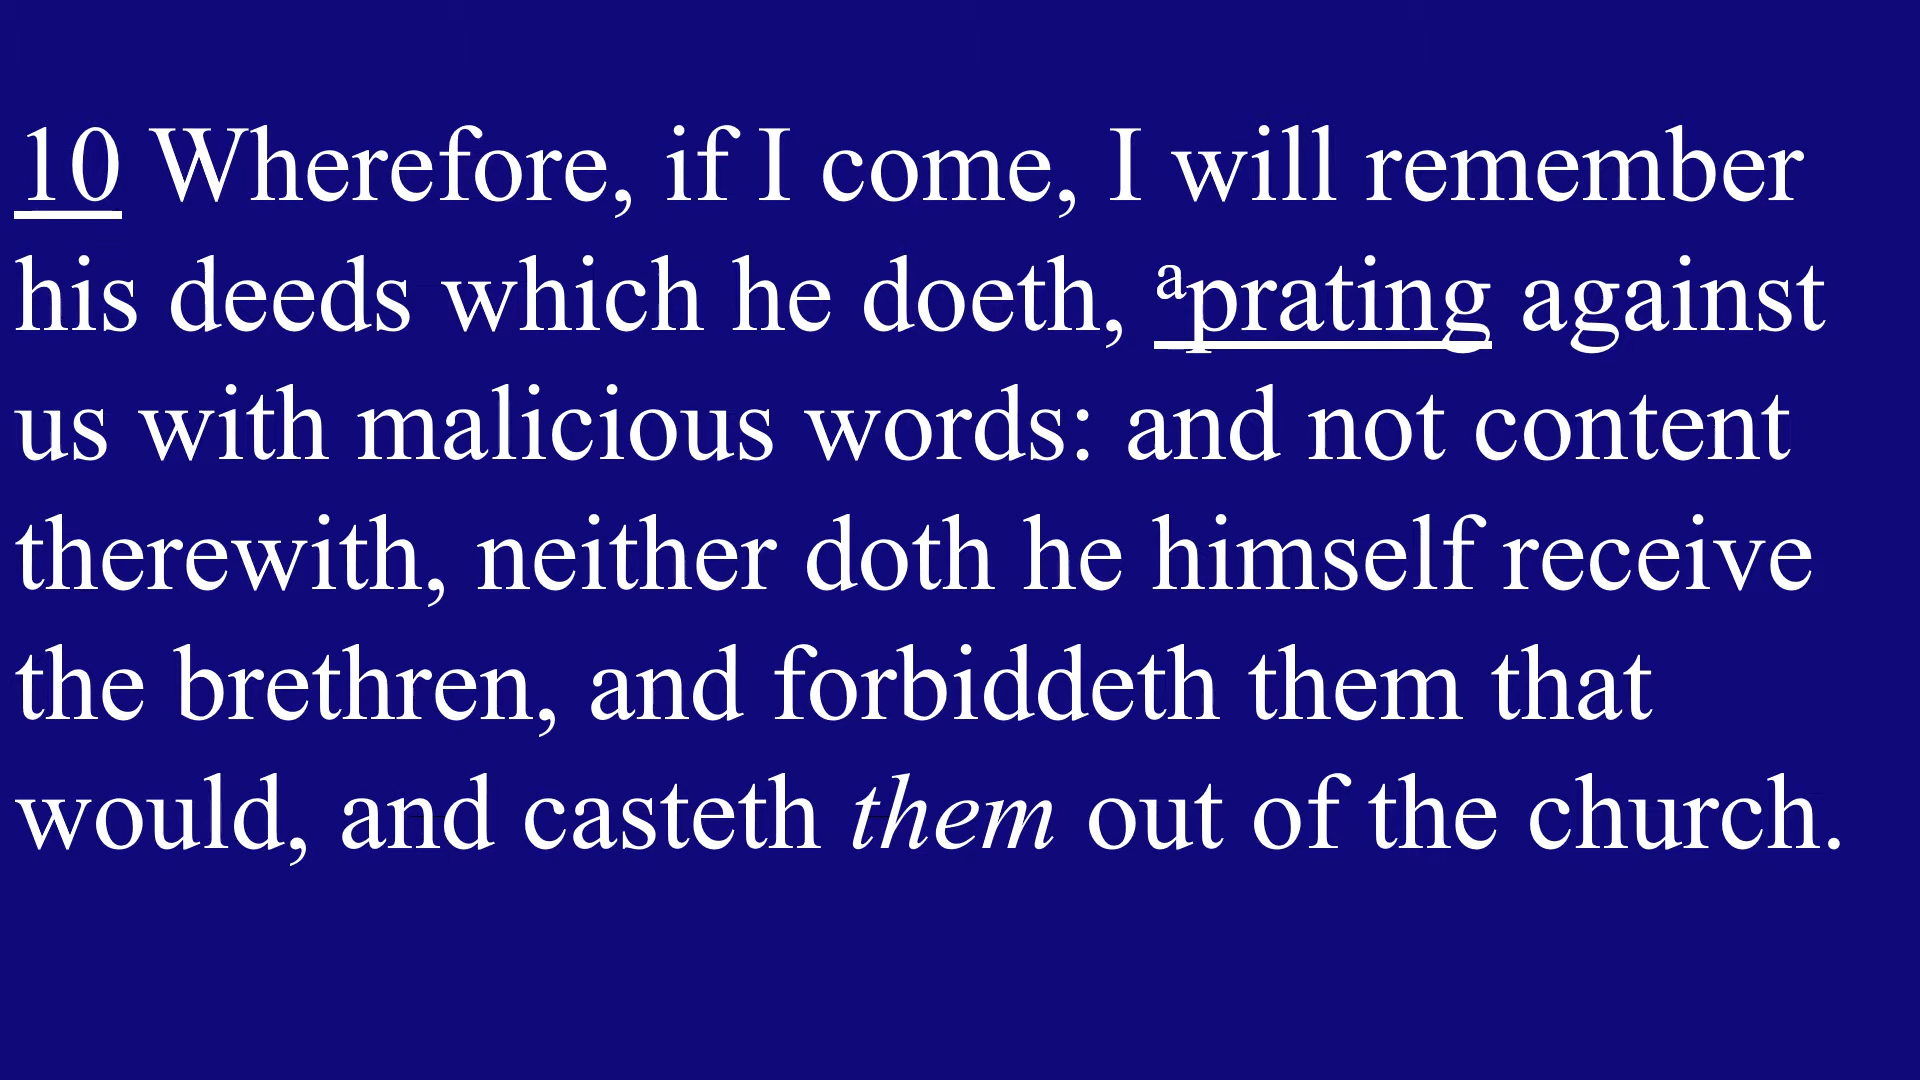 10 Wherefore, if I come, I will remember
his deeds which he doeth, ᵃprating against
us with malicious words: and not content
therewith, neither doth he himself receive
the brethren, and forbiddeth them that
would, and casteth them out of the church.